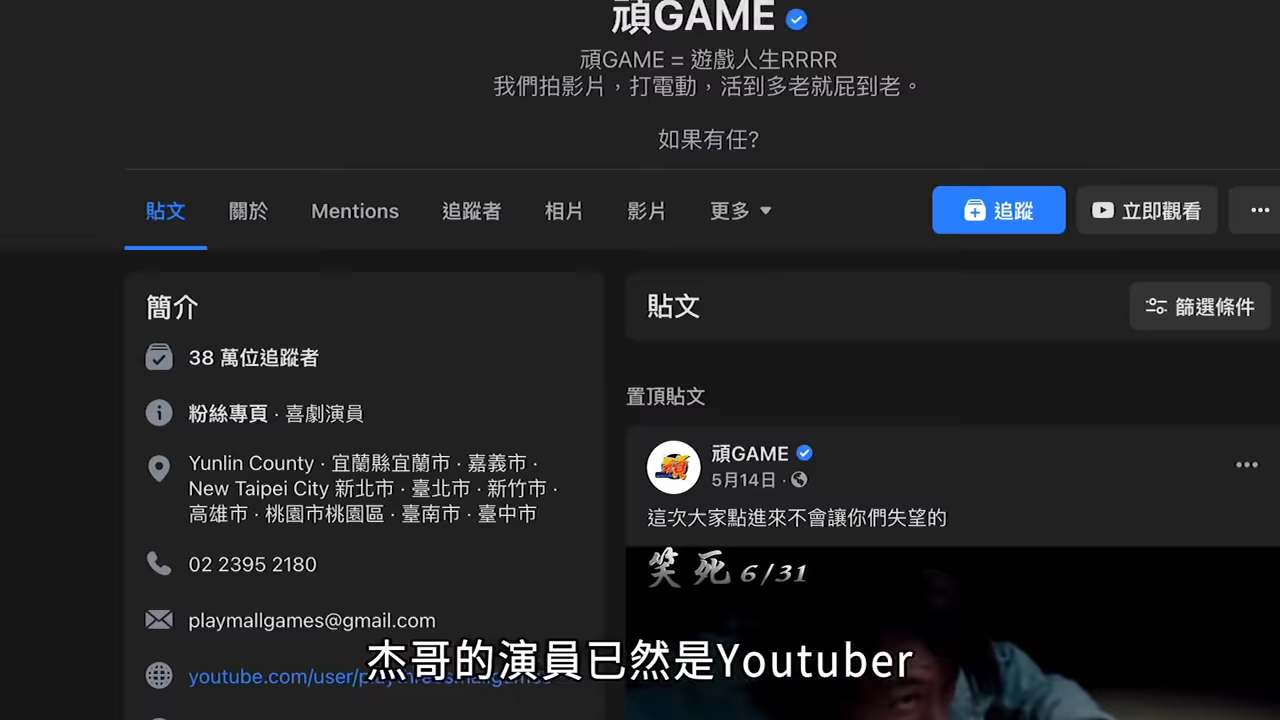 頑GAME
頑GAME = 遊戲人生RRRR
我們拍影片，打電動，活到多老就屁到老。
如果有任?
貼文
關於
Mentions
追蹤者
相片
影片
更多
追蹤
立即觀看
簡介
38 萬位追蹤者
粉絲專頁 · 喜劇演員
Yunlin County · 宜蘭縣宜蘭市 · 嘉義市 ·
New Taipei City 新北市 · 臺北市 · 新竹市 ·
高雄市 · 桃園市桃園區 · 臺南市 · 臺中市
02 2395 2180
playmallgames@gmail.com
youtube.com/user/
貼文
篩選條件
置頂貼文
頑GAME
5月14日 ·
這次大家點進來不會讓你們失望的
笑死 6/31
杰哥的演員已然是Youtuber